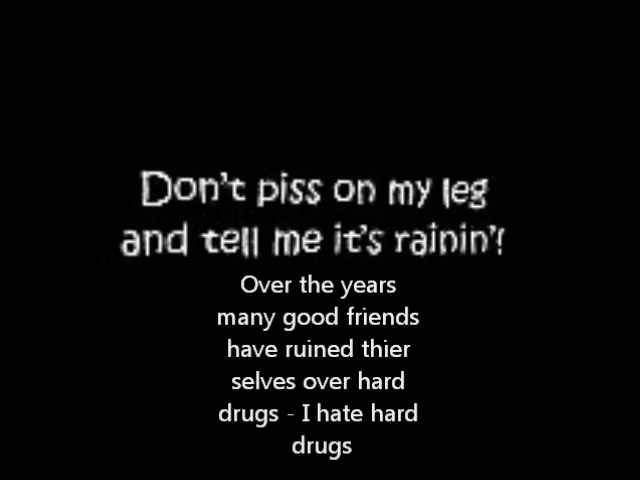 Don't piss on my leg
and tell me it's rainin'!
Over the years
many good friends
have ruined thier
selves over hard
drugs - I hate hard
drugs